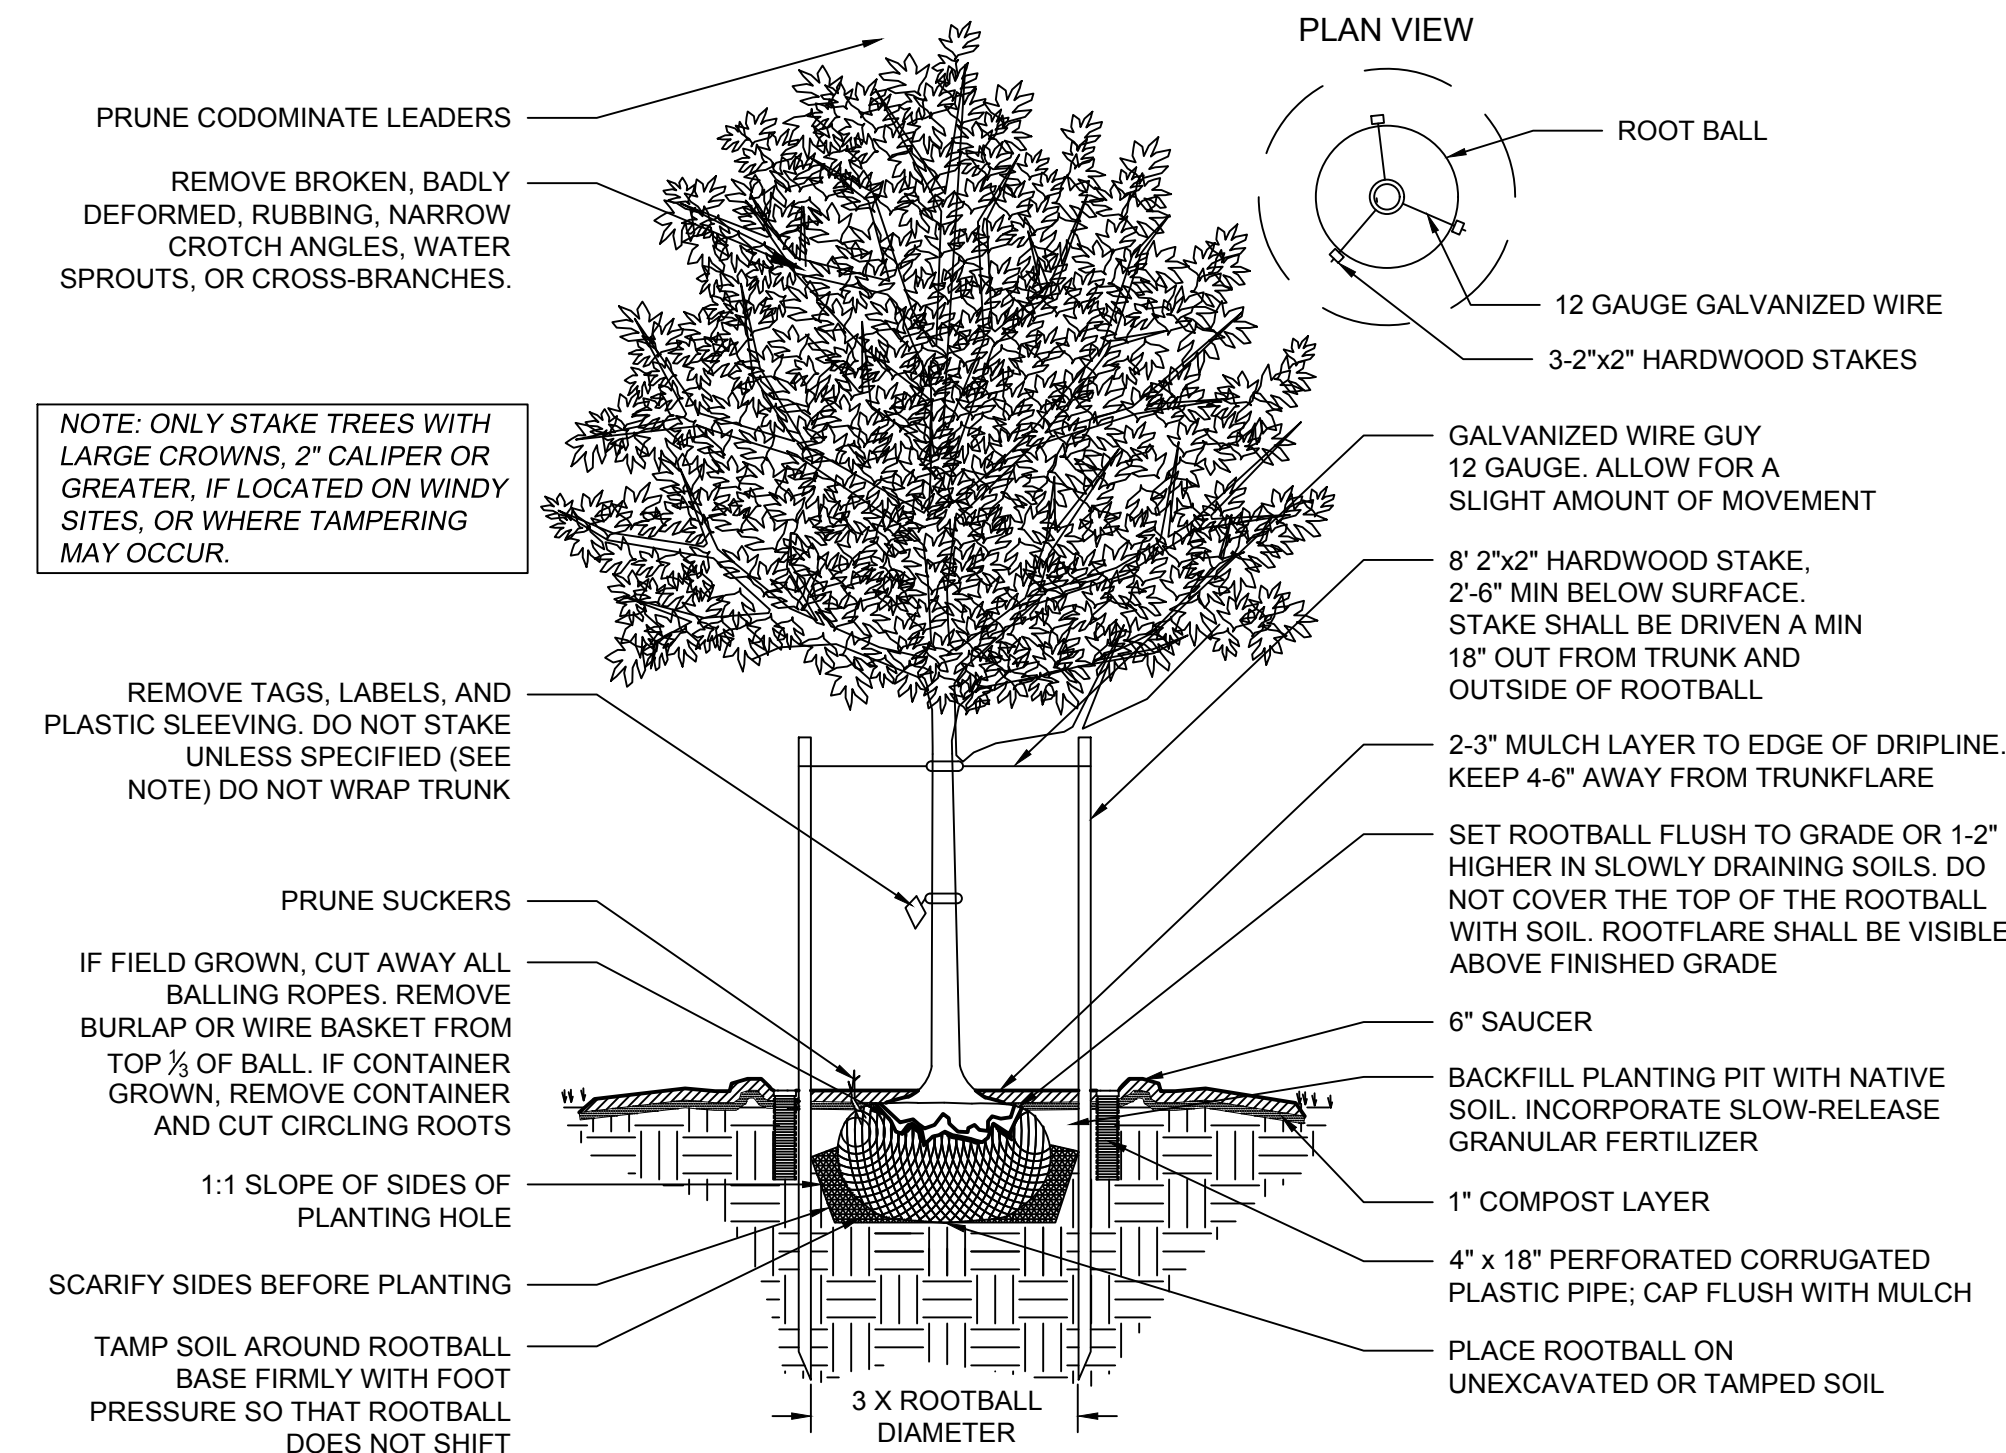 PLAN VIEW
PRUNE CODOMINATE LEADERS
REMOVE BROKEN, BADLY
DEFORMED, RUBBING, NARROW
CROTCH ANGLES, WATER
SPROUTS, OR CROSS-BRANCHES.
NOTE: ONLY STAKE TREES WITH
LARGE CROWNS, 2" CALIPER OR
GREATER, IF LOCATED ON WINDY
SITES, OR WHERE TAMPERING
MAY OCCUR.
REMOVE TAGS, LABELS, AND
PLASTIC SLEEVING. DO NOT STAKE
UNLESS SPECIFIED (SEE
NOTE) DO NOT WRAP TRUNK
PRUNE SUCKERS
IF FIELD GROWN, CUT AWAY ALL
BALLING ROPES. REMOVE
BURLAP OR WIRE BASKET FROM
TOP ⅓ OF BALL. IF CONTAINER
GROWN, REMOVE CONTAINER
AND CUT CIRCLING ROOTS
1:1 SLOPE OF SIDES OF
PLANTING HOLE
SCARIFY SIDES BEFORE PLANTING
TAMP SOIL AROUND ROOTBALL
BASE FIRMLY WITH FOOT
PRESSURE SO THAT ROOTBALL
DOES NOT SHIFT
3 X ROOTBALL
DIAMETER
ROOT BALL
12 GAUGE GALVANIZED WIRE
3-2"x2" HARDWOOD STAKES
GALVANIZED WIRE GUY
12 GAUGE. ALLOW FOR A
SLIGHT AMOUNT OF MOVEMENT
8' 2"x2" HARDWOOD STAKE,
2'-6" MIN BELOW SURFACE.
STAKE SHALL BE DRIVEN A MIN
18" OUT FROM TRUNK AND
OUTSIDE OF ROOTBALL
2-3" MULCH LAYER TO EDGE OF DRIPLINE.
KEEP 4-6" AWAY FROM TRUNKFLARE
SET ROOTBALL FLUSH TO GRADE OR 1-2"
HIGHER IN SLOWLY DRAINING SOILS. DO
NOT COVER THE TOP OF THE ROOTBALL
WITH SOIL. ROOTFLARE SHALL BE VISIBLE
ABOVE FINISHED GRADE
6" SAUCER
BACKFILL PLANTING PIT WITH NATIVE
SOIL. INCORPORATE SLOW-RELEASE
GRANULAR FERTILIZER
1" COMPOST LAYER
4" x 18" PERFORATED CORRUGATED
PLASTIC PIPE; CAP FLUSH WITH MULCH
PLACE ROOTBALL ON
UNEXCAVATED OR TAMPED SOIL